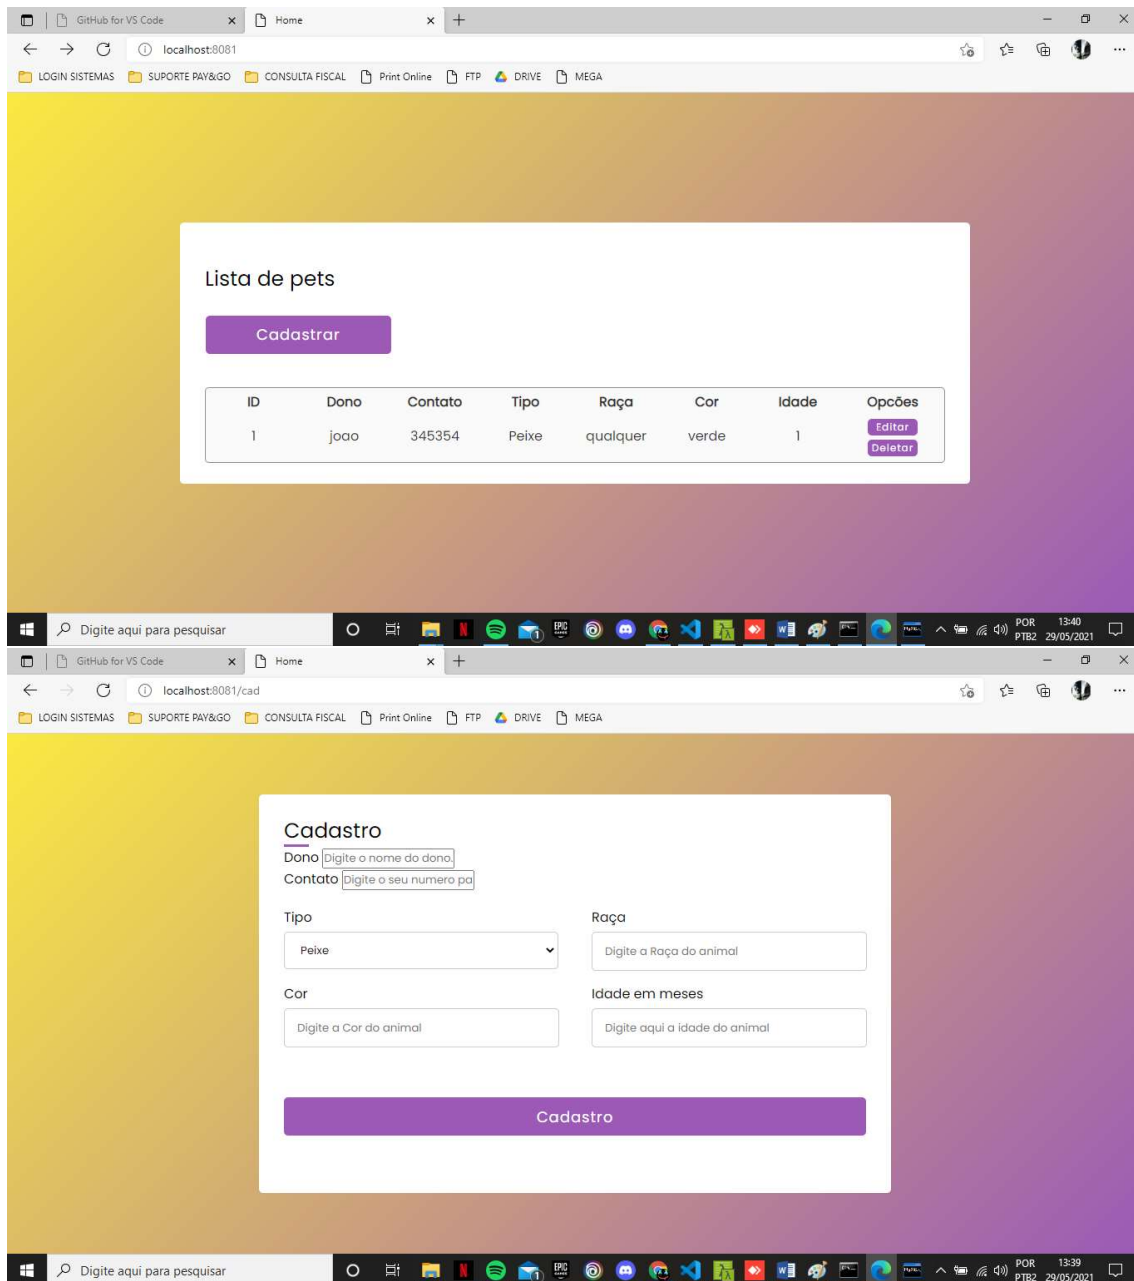 GitHub for VS Code
Home
localhost:8081
LOGIN SISTEMAS SUPORTE PAY&GO CONSULTA FISCAL Print Online FTP DRIVE MEGA
Lista de pets
Cadastrar
ID Dono Contato Tipo Raça Cor Idade Opcões
1 joao 345354 Peixe qualquer verde 1 Editar
Deletar
Digite aqui para pesquisar
EPIC
GAMES
1
POR 13:40
PTB2 29/05/2021
GitHub for VS Code
Home
localhost:8081/cad
LOGIN SISTEMAS SUPORTE PAY&GO CONSULTA FISCAL Print Online FTP DRIVE MEGA
Cadastro
Dono Digite o nome do dono.
Contato Digite o seu numero pa
Tipo Raça
Peixe Digite a Raça do animal
Cor Idade em meses
Digite a Cor do animal Digite aqui a idade do animal
Cadastro
Digite aqui para pesquisar
EPIC
GAMES
1
POR 13:39
PTB2 29/05/2021